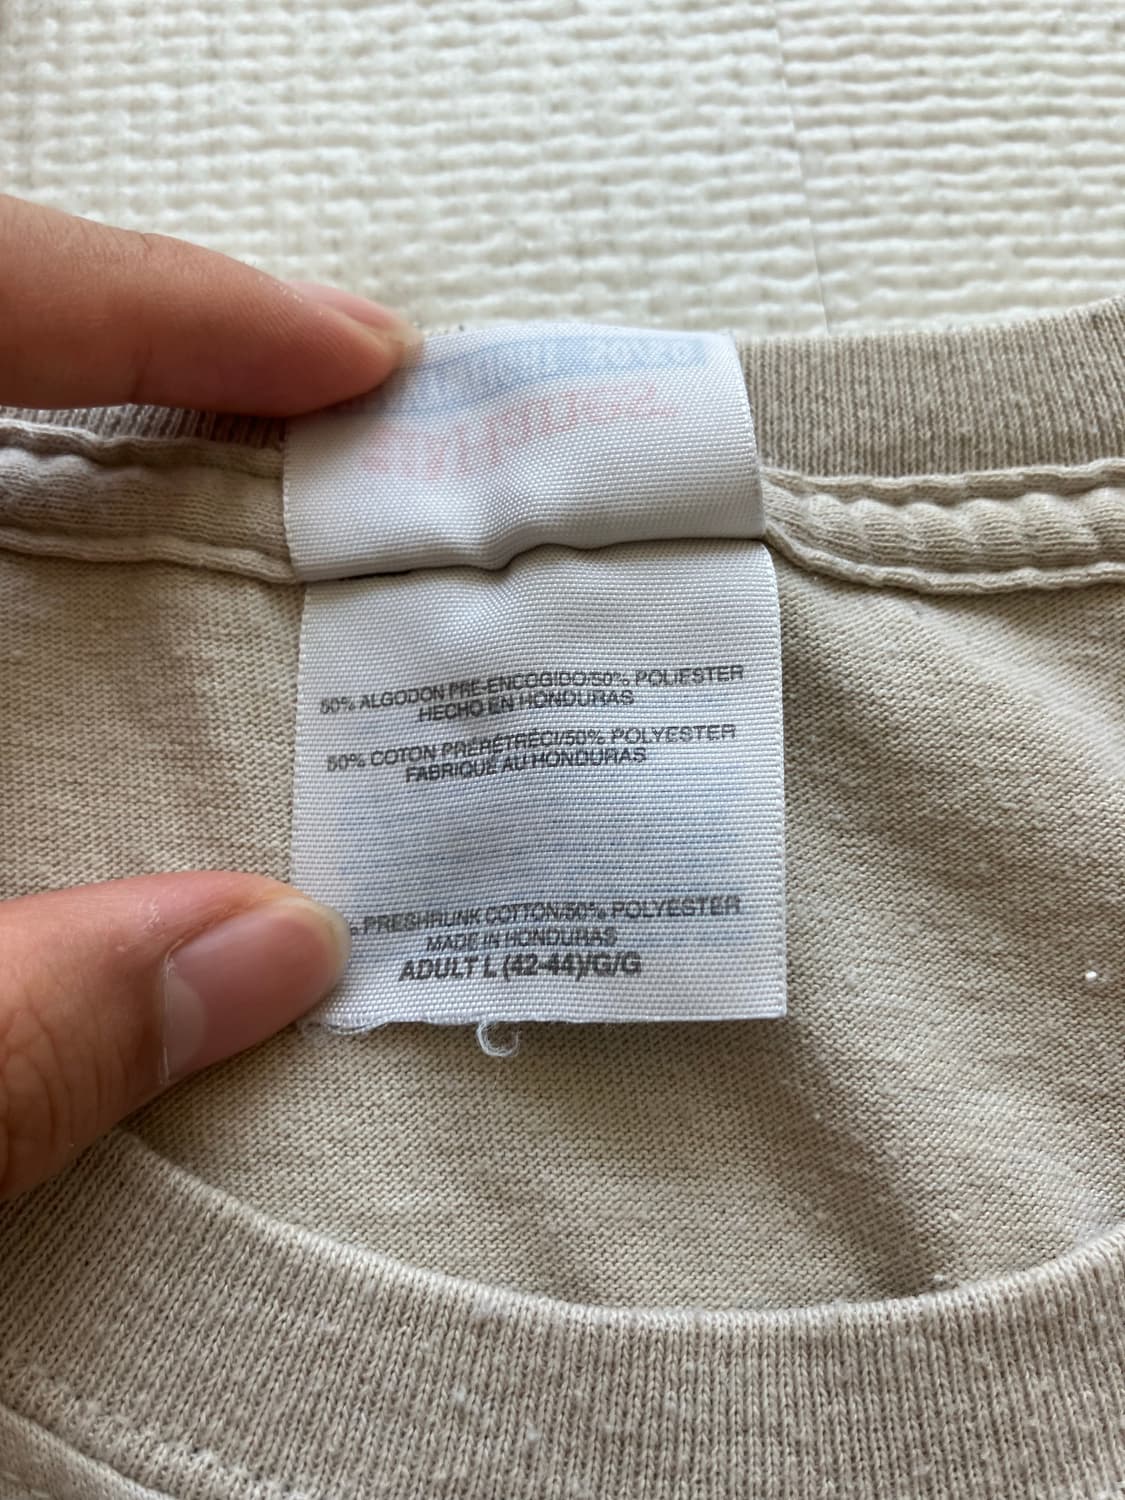 50% ALGODON PRE-ENCOGIDO/50% POLIESTER
HECHO EN HONDURAS
50% COTON PRÉRÉTRÉCI/50% POLYESTER
FABRIQUÉ AU HONDURAS
% PRESHRUNK COTTON/50% POLYESTER
MADE IN HONDURAS
ADULT L (42-44)/G/G